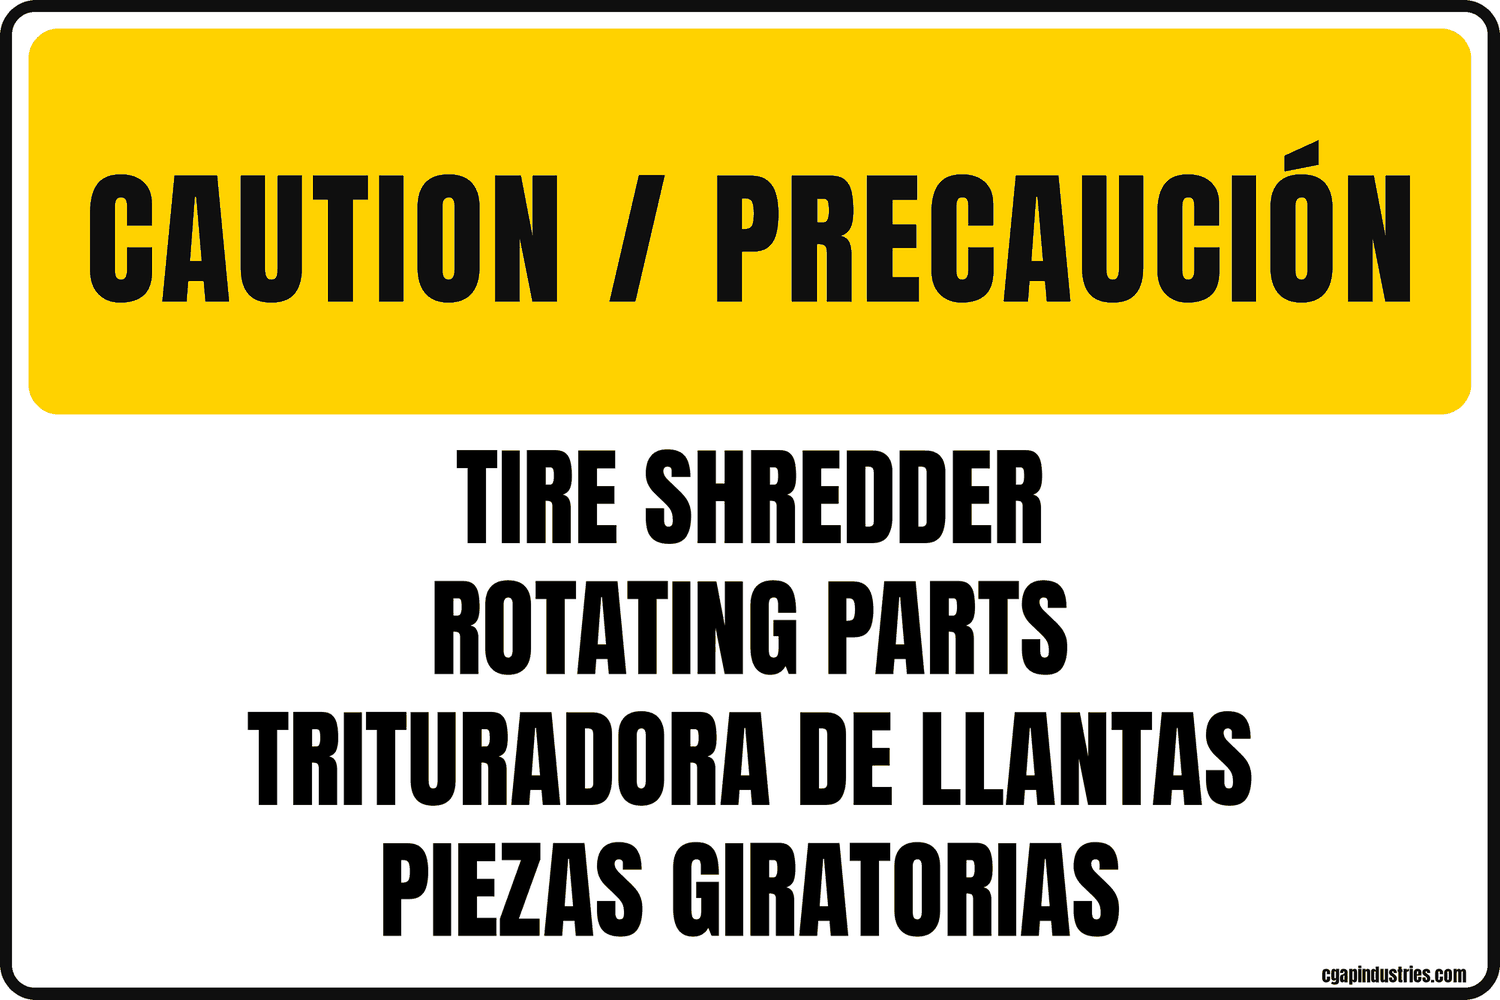 CAUTION / PRECAUCIÓN
TIRE SHREDDER
ROTATING PARTS
TRITURADORA DE LLANTAS
PIEZAS GIRATORIAS
cgapindustries.com